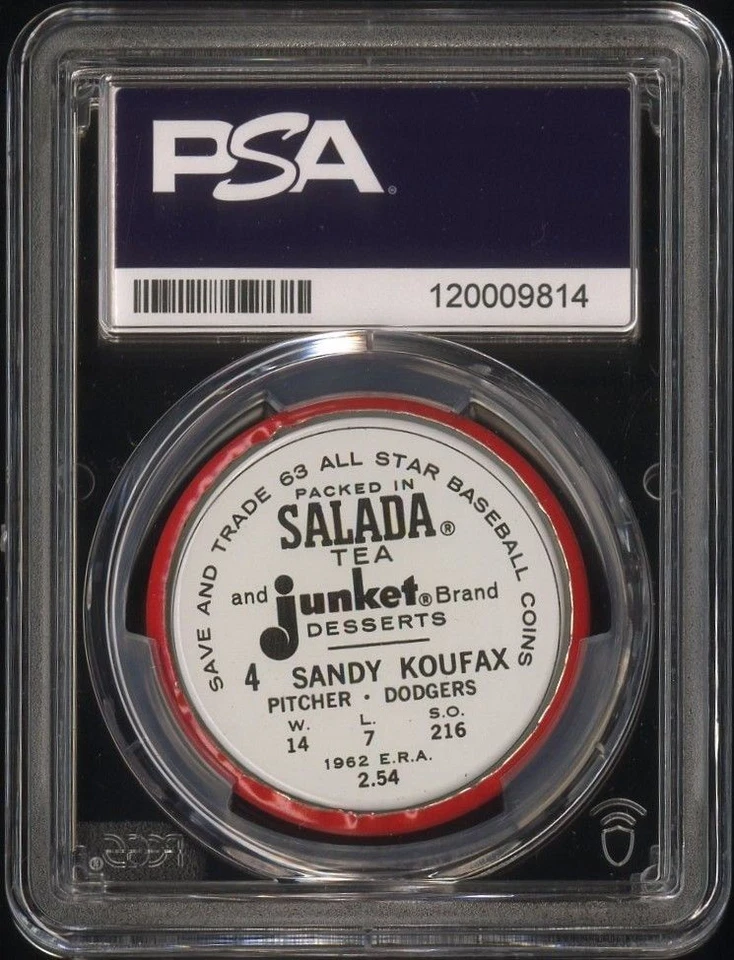 PSA®
120009814
SAVE AND TRADE 63 ALL STAR BASEBALL COINS
PACKED IN
SALADA®
TEA
and junket® Brand
DESSERTS
4 SANDY KOUFAX
PITCHER · DODGERS
W. L. S.O.
14 7 216
1962 E.R.A.
2.54
PCGS®